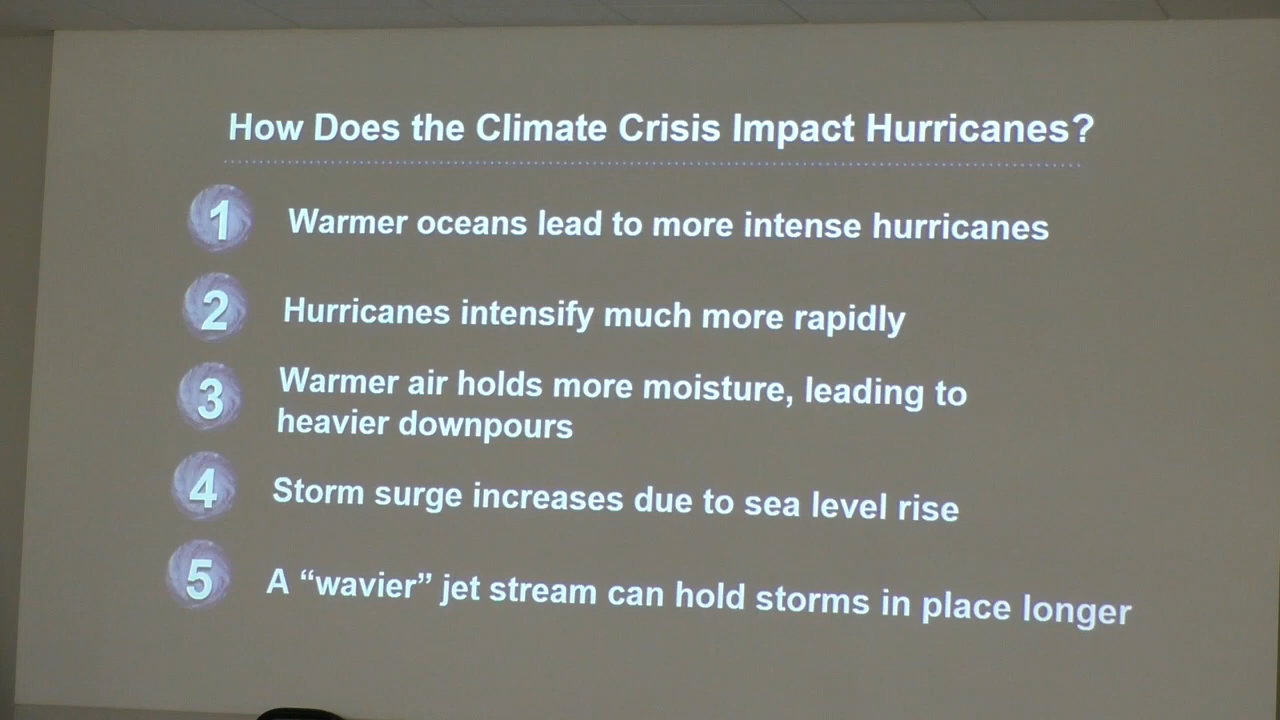 How Does the Climate Crisis Impact Hurricanes?
1 Warmer oceans lead to more intense hurricanes
2 Hurricanes intensify much more rapidly
3 Warmer air holds more moisture, leading to
heavier downpours
4 Storm surge increases due to sea level rise
5 A “wavier” jet stream can hold storms in place longer